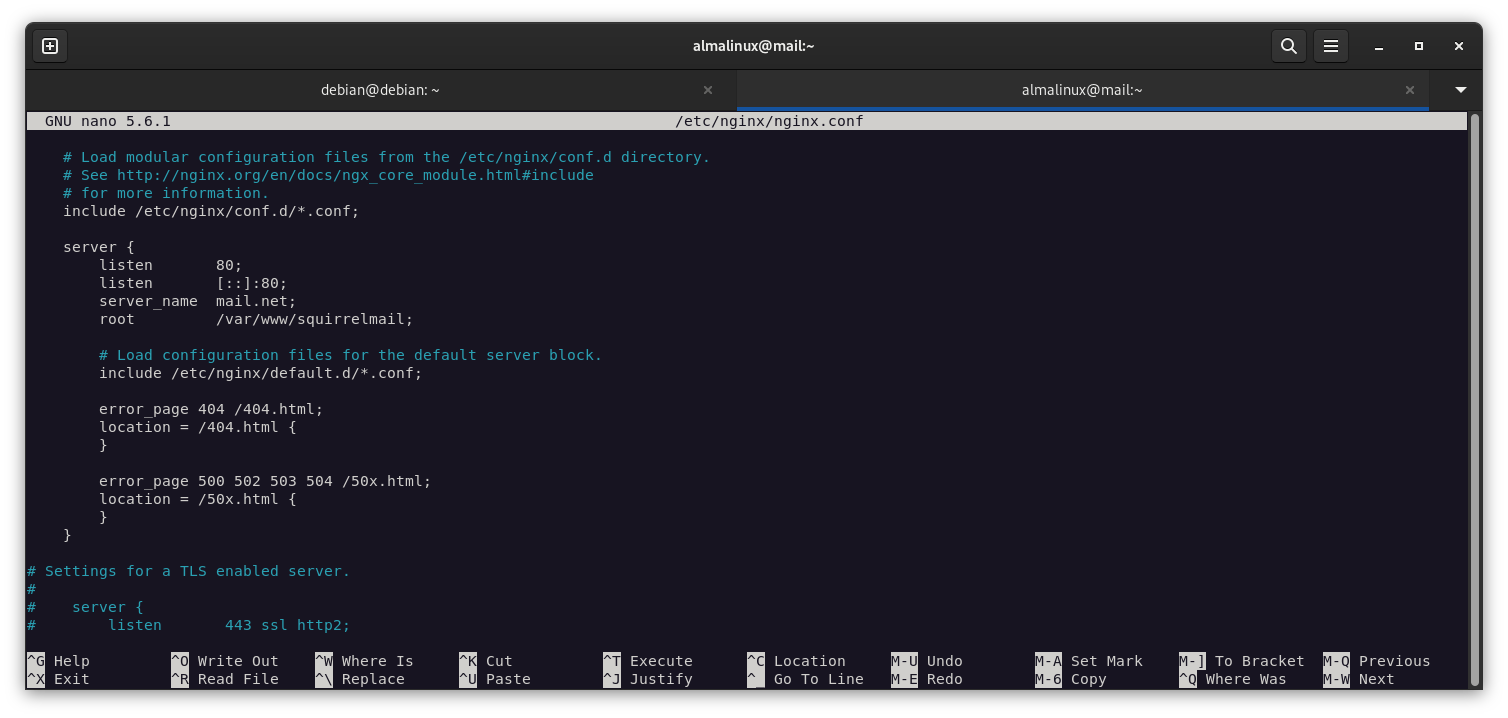 almalinux@mail:~
debian@debian: ~
almalinux@mail:~
GNU nano 5.6.1 /etc/nginx/nginx.conf
# Load modular configuration files from the /etc/nginx/conf.d directory.
# See http://nginx.org/en/docs/ngx_core_module.html#include
# for more information.
include /etc/nginx/conf.d/*.conf;
server {
listen 80;
listen [::]:80;
server_name mail.net;
root /var/www/squirrelmail;
# Load configuration files for the default server block.
include /etc/nginx/default.d/*.conf;
error_page 404 /404.html;
location = /404.html {
}
error_page 500 502 503 504 /50x.html;
location = /50x.html {
}
}
# Settings for a TLS enabled server.
#
# server {
# listen 443 ssl http2;
^G Help ^O Write Out ^W Where Is ^K Cut ^T Execute ^C Location M-U Undo M-A Set Mark M-] To Bracket M-Q Previous
^X Exit ^R Read File ^\ Replace ^U Paste ^J Justify ^_ Go To Line M-E Redo M-6 Copy ^Q Where Was M-W Next